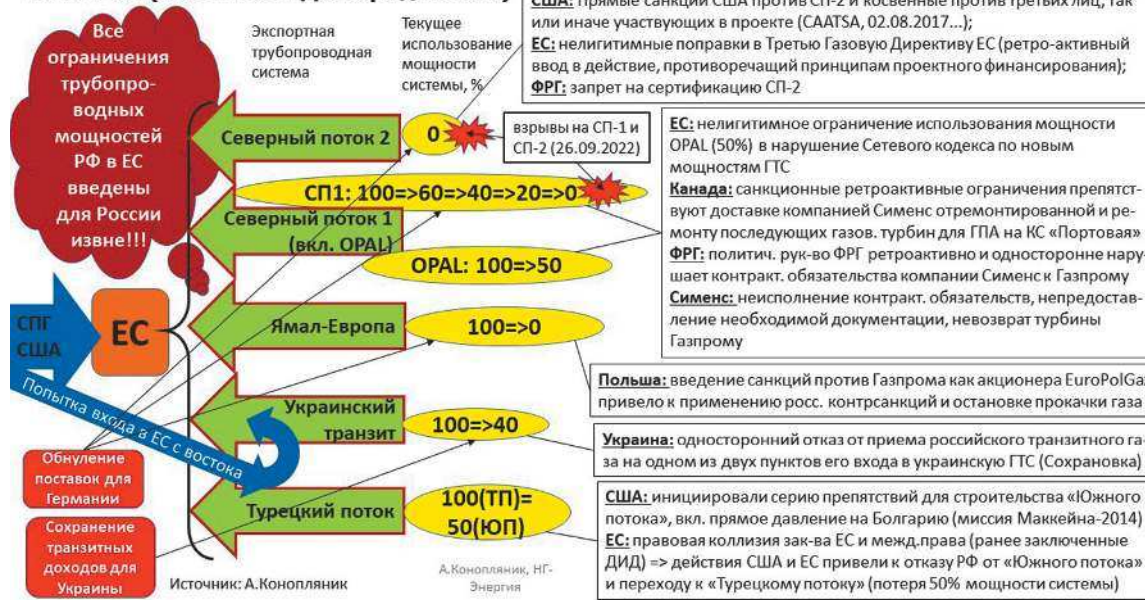 США: прямые санкции США против СП-2 и косвенные против третьих лиц, так
или иначе участвующих в проекте (CAATSA, 02.08.2017...);
ЕС: нелигитимные поправки в Третью Газовую Директиву ЕС (ретро-активный
ввод в действие, противоречащий принципам проектного финансирования);
ФРГ: запрет на сертификацию СП-2
Все
ограничения
трубопро-
водных
мощностей
РФ в ЕС
введены
для России
извне!!!
Экспортная
трубопроводная
система
Текущее
использование
мощности
системы, %
Северный поток 2
0
взрывы на СП-1 и
СП-2 (26.09.2022)
СП1: 100=>60=>40=>20=>0
Северный поток 1
(вкл. OPAL)
OPAL: 100=>50
ЕС: нелигитимное ограничение использования мощности
OPAL (50%) в нарушение Сетевого кодекса по новым
мощностям ГТС
Канада: санкционные ретроактивные ограничения препятст-
вуют доставке компанией Сименс отремонтированной и ре-
монту последующих газов. турбин для ГПА на КС «Портовая»
ФРГ: политич. рук-во ФРГ ретроактивно и односторонне нару-
шает контракт. обязательства компании Сименс к Газпрому
Сименс: неисполнение контракт. обязательств, непредостав-
ление необходимой документации, невозврат турбины
Газпрому
СПГ
США
ЕС
Ямал-Европа
100=>0
Польша: введение санкций против Газпрома как акционера EuroPolGaz
привело к применению росс. контрсанкций и остановке прокачки газа
Попытка входа в ЕС с востока
Украинский
транзит
100=>40
Украина: односторонний отказ от приема российского транзитного га-
за на одном из двух пунктов его входа в украинскую ГТС (Сохрановка)
Обнуление
поставок для
Германии
Турецкий поток
100(ТП)=
50(ЮП)
США: инициировали серию препятствий для строительства «Южного
потока», вкл. прямое давление на Болгарию (миссия Маккейна-2014)
ЕС: правовая коллизия зак-ва ЕС и межд.права (ранее заключенные
ДИД) => действия США и ЕС привели к отказу РФ от «Южного потока»
и переходу к «Турецкому потоку» (потеря 50% мощности системы)
Сохранение
транзитных
доходов для
Украины
Источник: А.Конопляник
А.Конопляник, НГ-
Энергия